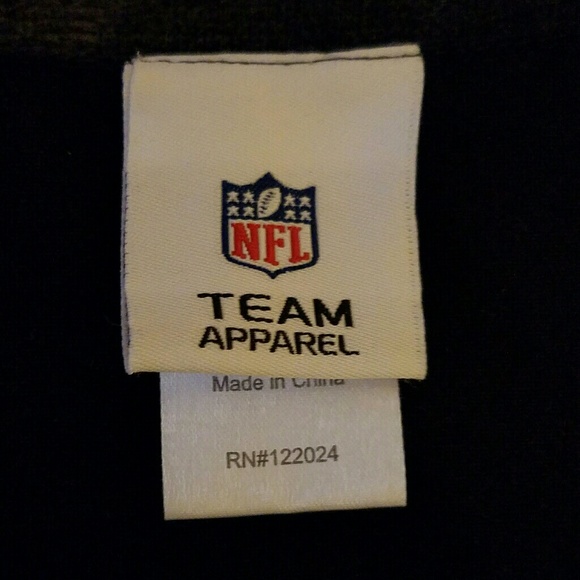 NFL
TEAM
APPAREL
Made in China
RN#122024